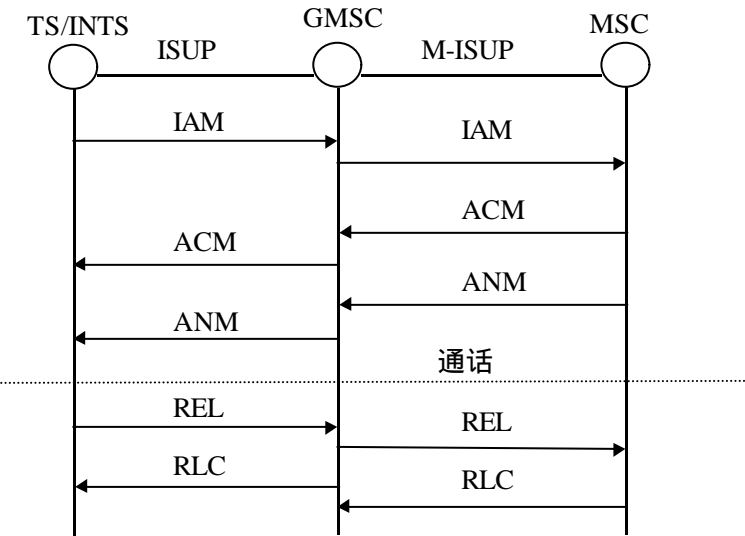 TS/INTS
GMSC
MSC
ISUP
M-ISUP
IAM
IAM
ACM
ACM
ANM
ANM
通话
REL
REL
RLC
RLC